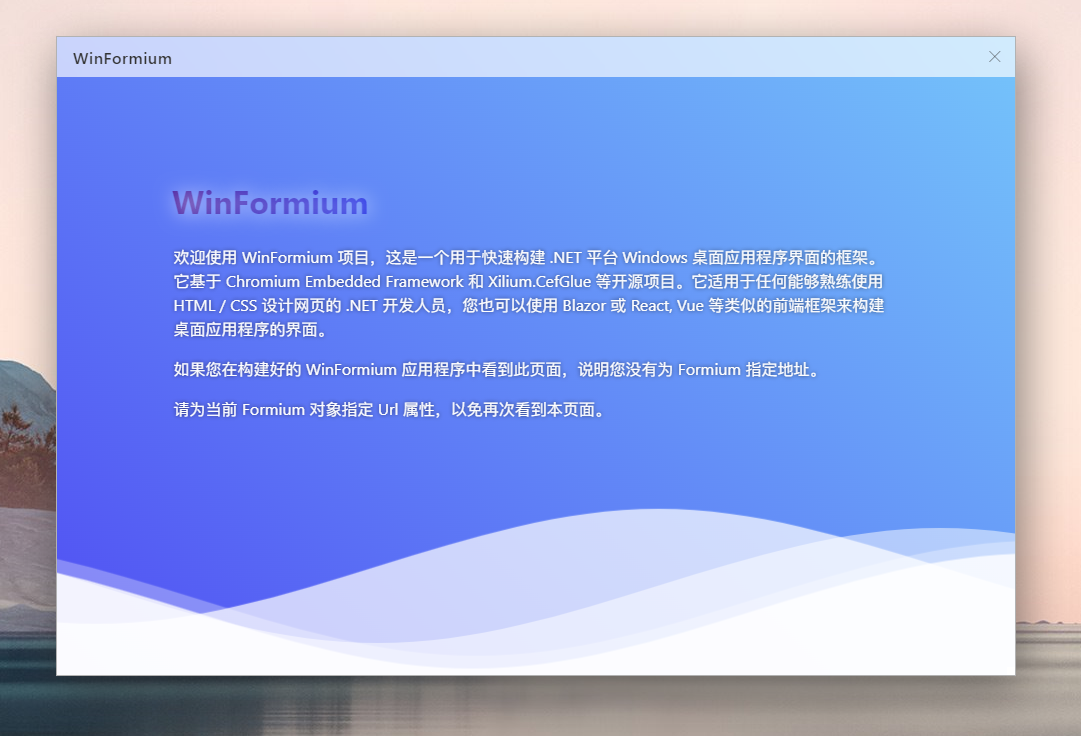 WinFormium
WinFormium
欢迎使用 WinFormium 项目，这是一个用于快速构建 .NET 平台 Windows 桌面应用程序界面的框架。
它基于 Chromium Embedded Framework 和 Xilium.CefGlue 等开源项目。它适用于任何能够熟练使用
HTML / CSS 设计网页的 .NET 开发人员，您也可以使用 Blazor 或 React, Vue 等类似的前端框架来构建
桌面应用程序的界面。
如果您在构建好的 WinFormium 应用程序中看到此页面，说明您没有为 Formium 指定地址。
请为当前 Formium 对象指定 Url 属性，以免再次看到本页面。